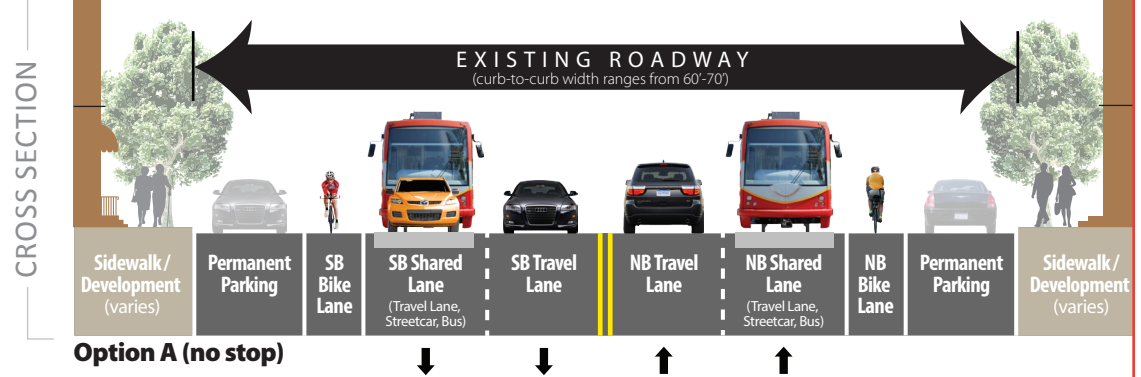 CROSS SECTION
EXISTING ROADWAY
(curb-to-curb width ranges from 60’-70’)
Sidewalk/
Development
(varies)
Permanent
Parking
SB
Bike
Lane
SB Shared
Lane
(Travel Lane,
Streetcar, Bus)
SB Travel
Lane
NB Travel
Lane
NB Shared
Lane
(Travel Lane,
Streetcar, Bus)
NB
Bike
Lane
Permanent
Parking
Sidewalk/
Development
(varies)
Option A (no stop)